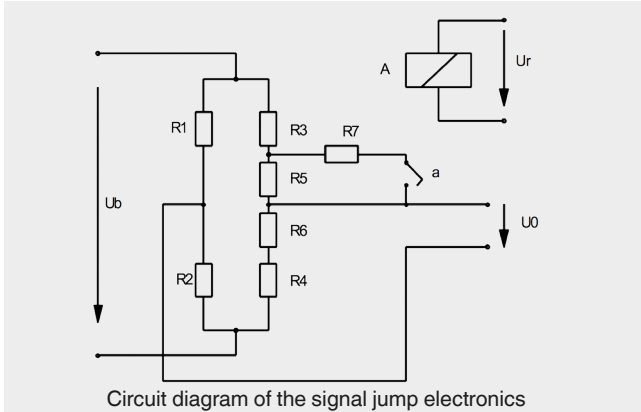 A
Ur
R1
R3
R7
R5
a
Ub
R6
U0
R2
R4
Circuit diagram of the signal jump electronics